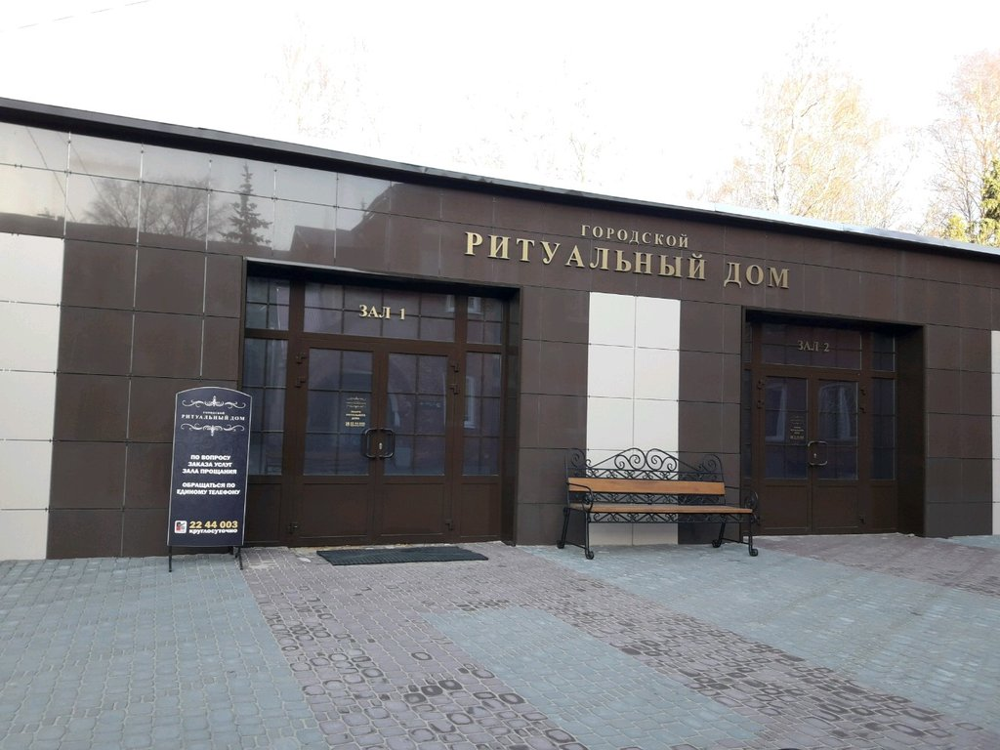 ГОРОДСКОЙ
РИТУАЛЬНЫЙ ДОМ
ЗАЛ 1
ЗАЛ 2
ГОРОДСКОЙ
РИТУАЛЬНЫЙ ДОМ
ПО ВОПРОСУ
ЗАКАЗА УСЛУГ
ЗАЛА ПРОЩАНИЯ
ОБРАЩАТЬСЯ ПО
ЕДИНОМУ ТЕЛЕФОНУ
22 44 003
круглосуточно